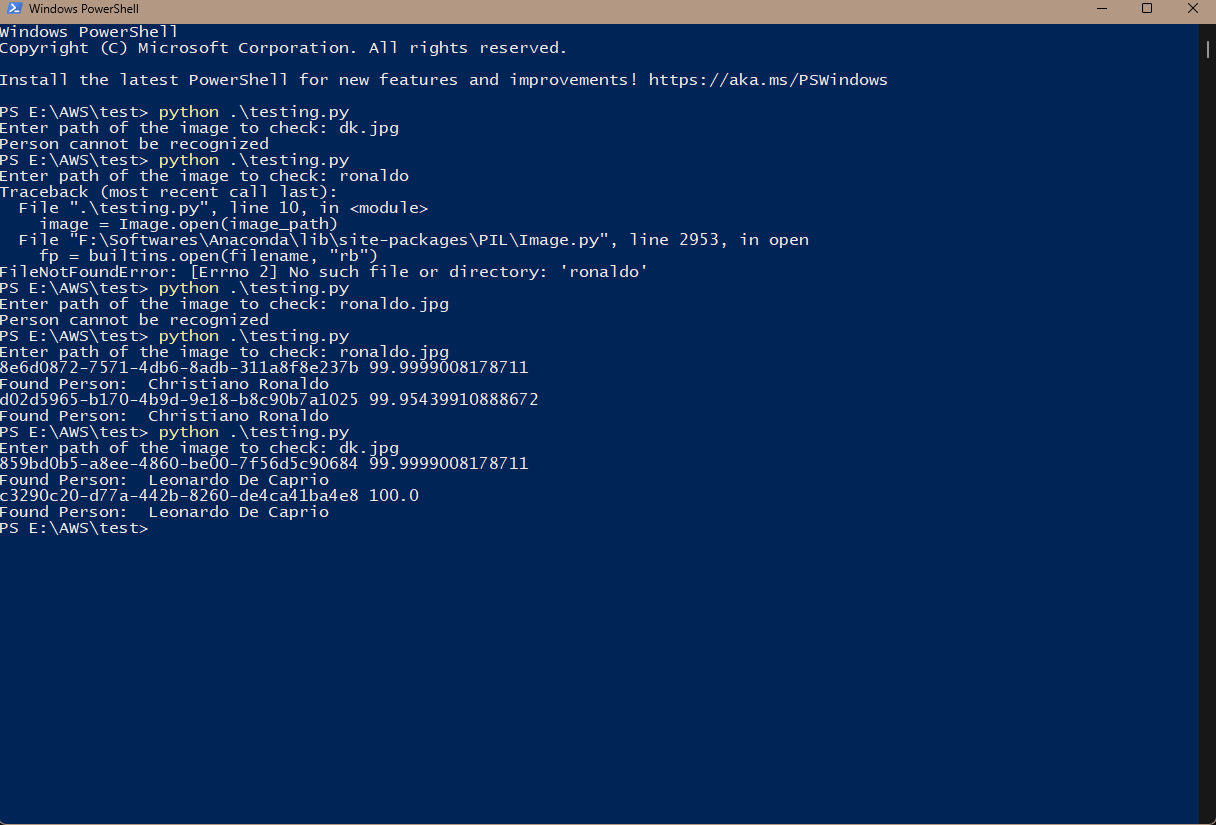 Windows PowerShell
Windows PowerShell
Copyright (C) Microsoft Corporation. All rights reserved.
Install the latest PowerShell for new features and improvements! https://aka.ms/PSWindows
PS E:\AWS\test> python .\testing.py
Enter path of the image to check: dk.jpg
Person cannot be recognized
PS E:\AWS\test> python .\testing.py
Enter path of the image to check: ronaldo
Traceback (most recent call last):
  File ".\testing.py", line 10, in <module>
    image = Image.open(image_path)
  File "F:\Softwares\Anaconda\lib\site-packages\PIL\Image.py", line 2953, in open
    fp = builtins.open(filename, "rb")
FileNotFoundError: [Errno 2] No such file or directory: 'ronaldo'
PS E:\AWS\test> python .\testing.py
Enter path of the image to check: ronaldo.jpg
Person cannot be recognized
PS E:\AWS\test> python .\testing.py
Enter path of the image to check: ronaldo.jpg
8e6d0872-7571-4db6-8adb-311a8f8e237b 99.9999008178711
Found Person:  Christiano Ronaldo
d02d5965-b170-4b9d-9e18-b8c90b7a1025 99.95439910888672
Found Person:  Christiano Ronaldo
PS E:\AWS\test> python .\testing.py
Enter path of the image to check: dk.jpg
859bd0b5-a8ee-4860-be00-7f56d5c90684 99.9999008178711
Found Person:  Leonardo De Caprio
c3290c20-d77a-442b-8260-de4ca41ba4e8 100.0
Found Person:  Leonardo De Caprio
PS E:\AWS\test>